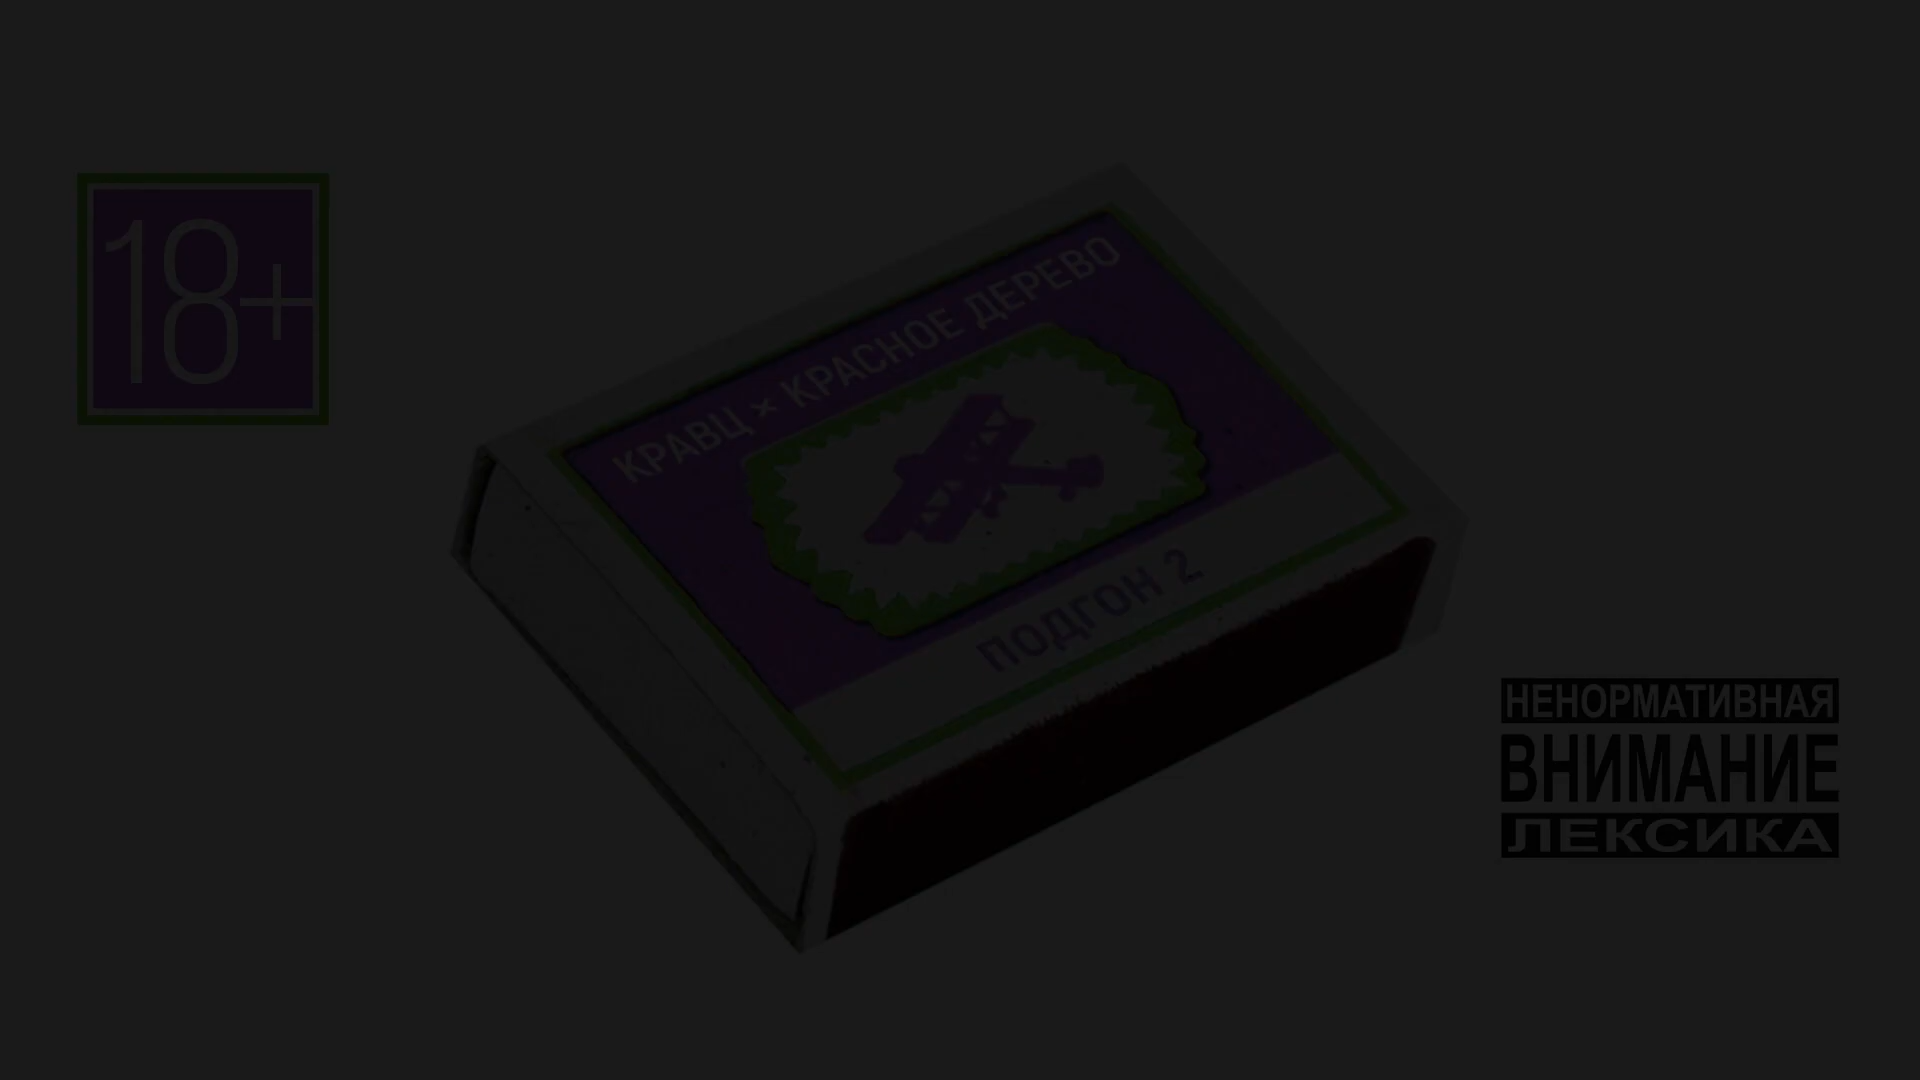 18+
КРАВЦ × КРАСНОЕ ДЕРЕВО
ПОДГОН 2
НЕНОРМАТИВНАЯ
ВНИМАНИЕ
ЛЕКСИКА